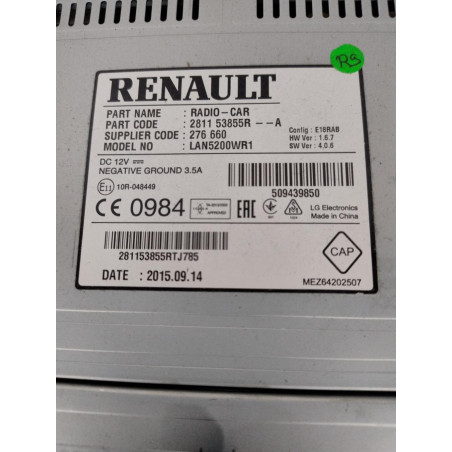 RS
RENAULT
PART NAME : RADIO-CAR
PART CODE : 2811 53855R --A
SUPPLIER CODE : 276 660
MODEL NO : LAN5200WR1
Config : E16RAB
HW Ver : 1.6.7
SW Ver : 4.0.6
DC 12V
NEGATIVE GROUND 3.5A
E11 10R-048449
509439850
CE 0984
EAC
LG Electronics
Made in China
281153855RTJ785
CAP
DATE : 2015.09.14
MEZ64202507